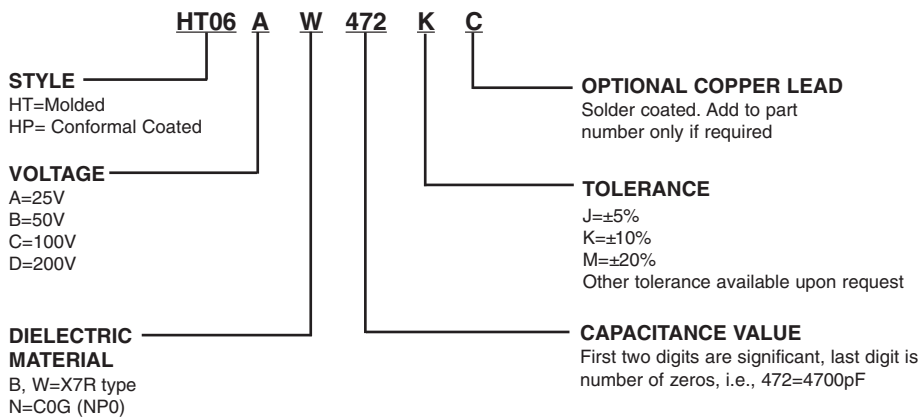 HT06 A W 472 K C
STYLE
HT=Molded
HP= Conformal Coated
VOLTAGE
A=25V
B=50V
C=100V
D=200V
DIELECTRIC
MATERIAL
B, W=X7R type
N=C0G (NP0)
OPTIONAL COPPER LEAD
Solder coated. Add to part
number only if required
TOLERANCE
J=±5%
K=±10%
M=±20%
Other tolerance available upon request
CAPACITANCE VALUE
First two digits are significant, last digit is
number of zeros, i.e., 472=4700pF